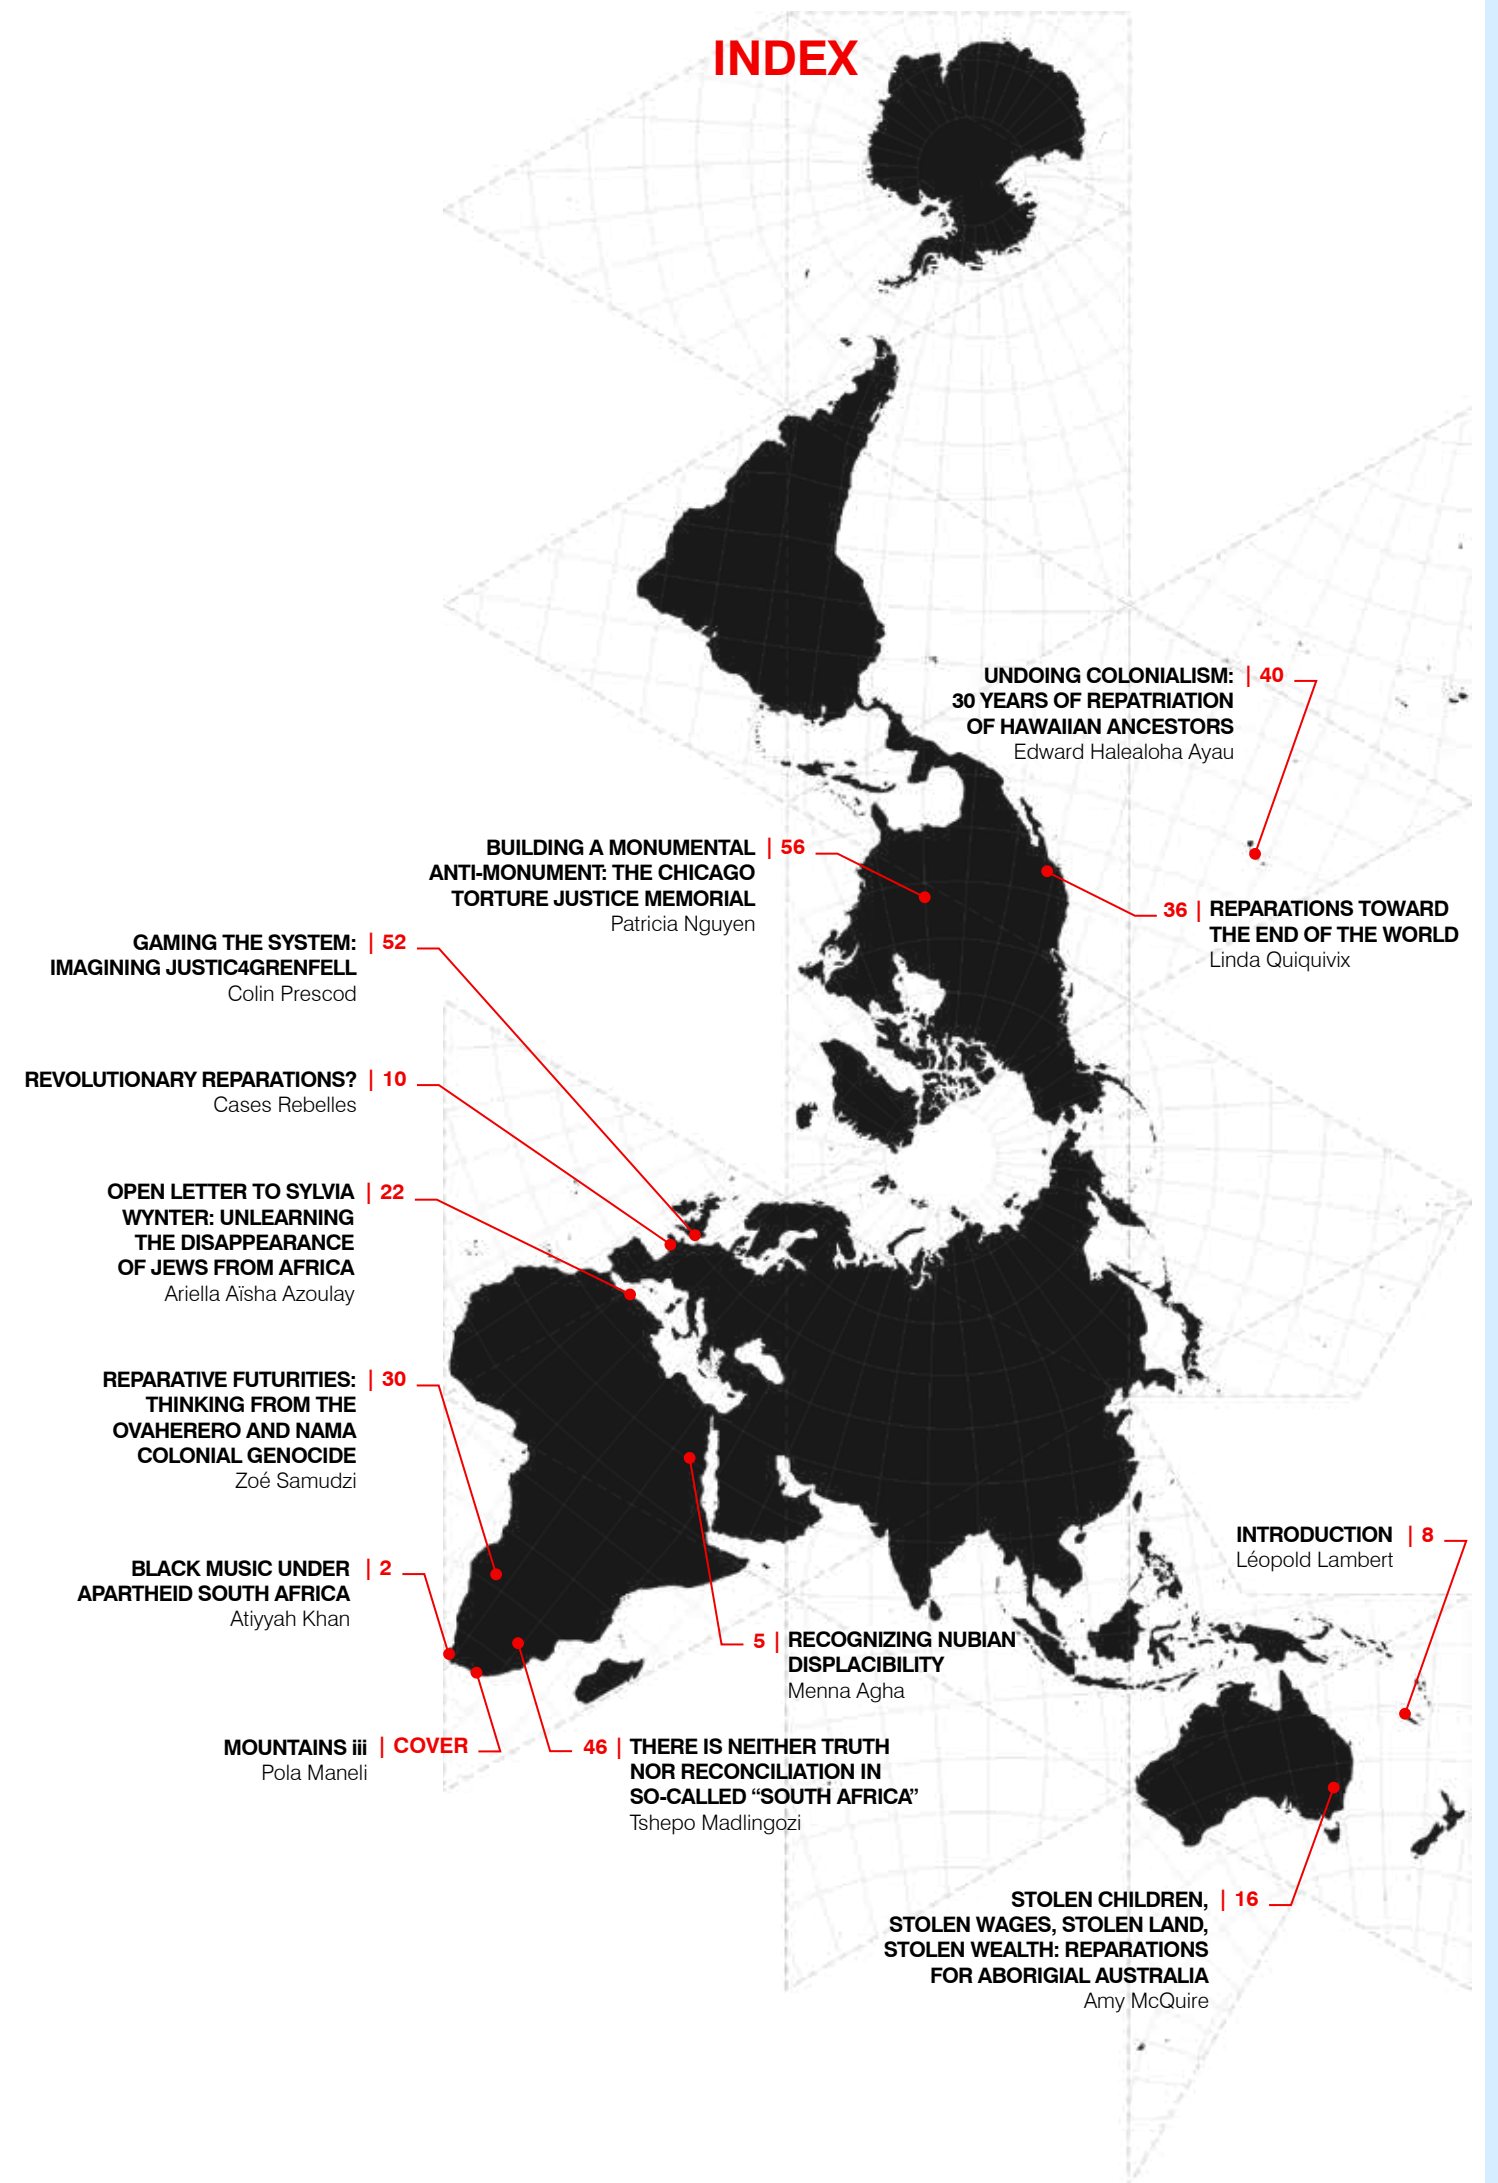 INDEX
UNDOING COLONIALISM: | 40
30 YEARS OF REPATRIATION
OF HAWAIIAN ANCESTORS
Edward Halealoha Ayau
BUILDING A MONUMENTAL | 56
ANTI-MONUMENT: THE CHICAGO
TORTURE JUSTICE MEMORIAL
Patricia Nguyen
36 | REPARATIONS TOWARD
THE END OF THE WORLD
Linda Quiquivix
GAMING THE SYSTEM: | 52
IMAGINING JUSTIC4GRENFELL
Colin Prescod
REVOLUTIONARY REPARATIONS? | 10
Cases Rebelles
OPEN LETTER TO SYLVIA | 22
WYNTER: UNLEARNING
THE DISAPPEARANCE
OF JEWS FROM AFRICA
Ariella Aïsha Azoulay
REPARATIVE FUTURITIES: | 30
THINKING FROM THE
OVAHERERO AND NAMA
COLONIAL GENOCIDE
Zoé Samudzi
INTRODUCTION | 8
Léopold Lambert
BLACK MUSIC UNDER | 2
APARTHEID SOUTH AFRICA
Atiyyah Khan
5 | RECOGNIZING NUBIAN
DISPLACIBILITY
Menna Agha
MOUNTAINS iii | COVER
Pola Maneli
46 | THERE IS NEITHER TRUTH
NOR RECONCILIATION IN
SO-CALLED “SOUTH AFRICA”
Tshepo Madlingozi
STOLEN CHILDREN, | 16
STOLEN WAGES, STOLEN LAND,
STOLEN WEALTH: REPARATIONS
FOR ABORIGIAL AUSTRALIA
Amy McQuire